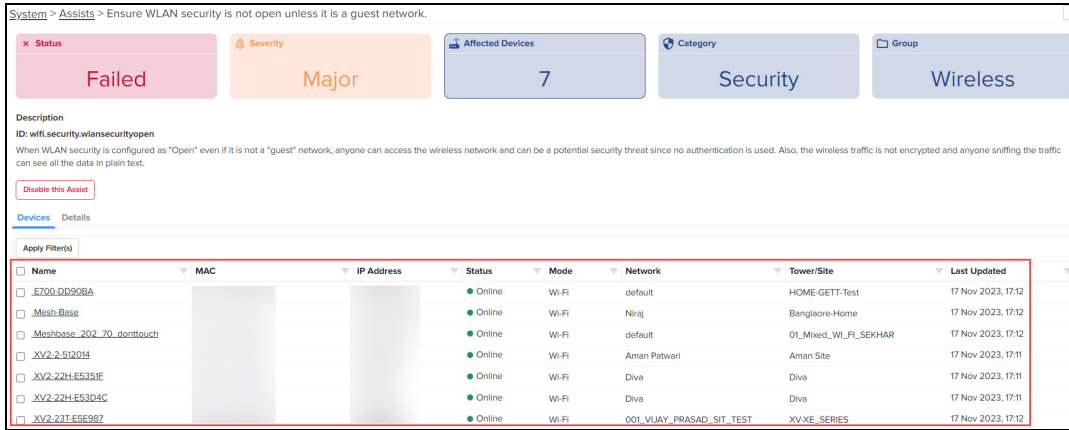 System > Assists > Ensure WLAN security is not open unless it is a guest network.
× Status Severity Affected Devices Category Group
Failed Major 7 Security Wireless
Description
ID: wifi.security.wlansecurityopen
When WLAN security is configured as "Open" even if it is not a "guest" network, anyone can access the wireless network and can be a potential security threat since no authentication is used. Also, the wireless traffic is not encrypted and anyone sniffing the traffic
can see all the data in plain text.
Disable this Assist
Devices Details
Apply Filter(s)
Name MAC IP Address Status Mode Network Tower/Site Last Updated
E700-DD90BA Online Wi-Fi default HOME-GETT-Test 17 Nov 2023, 17:12
Mesh-Base Online Wi-Fi Niraj Banglaore-Home 17 Nov 2023, 17:12
Meshbase_202_70_donttouch Online Wi-Fi default 01_Mixed_WI_FI_SEKHAR 17 Nov 2023, 17:12
XV2-2-512014 Online Wi-Fi Aman Patwari Aman Site 17 Nov 2023, 17:11
XV2-22H-E5351F Online Wi-Fi Diva Diva 17 Nov 2023, 17:11
XV2-22H-E53D4C Online Wi-Fi Diva Diva 17 Nov 2023, 17:11
XV2-23T-E5E987 Online Wi-Fi 001_VIJAY_PRASAD_SIT_TEST XV-XE_SERIES 17 Nov 2023, 17:12